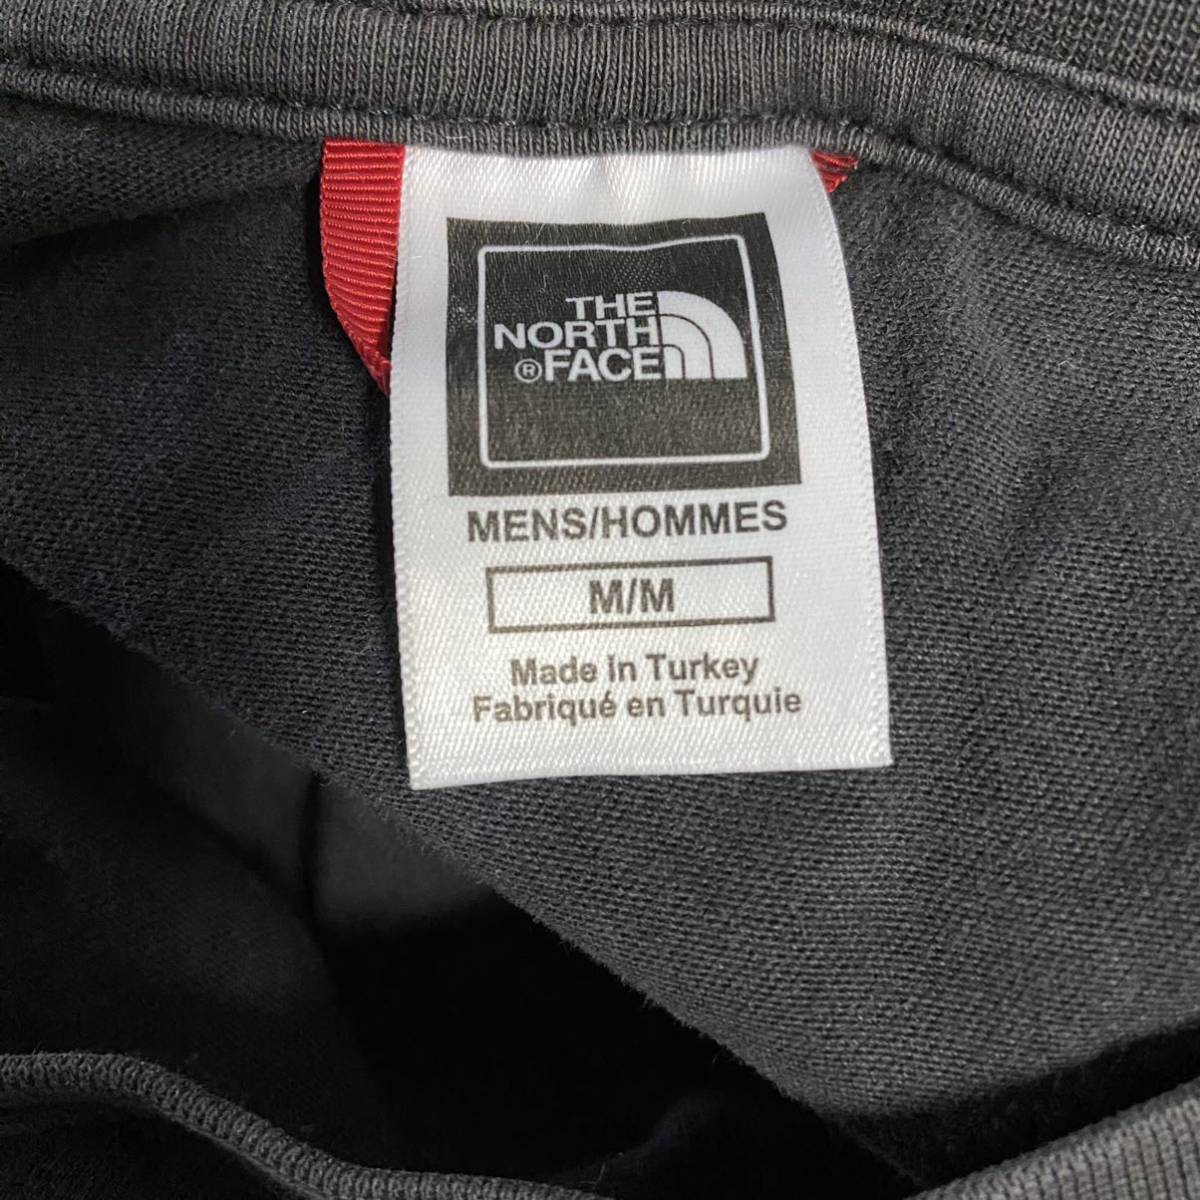 THE
NORTH
®FACE
MENS/HOMMES
M/M
Made In Turkey
Fabriqué en Turquie